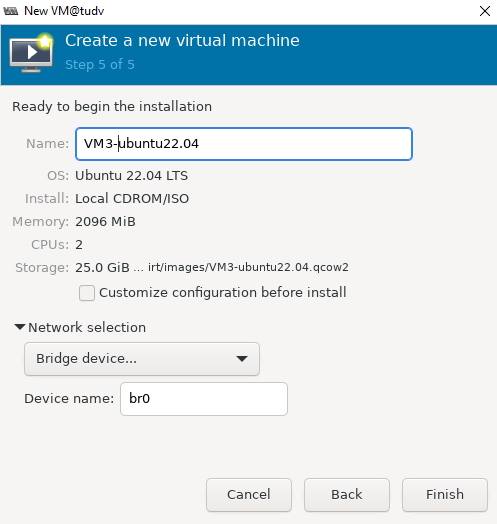 New VM@tudv
Create a new virtual machine
Step 5 of 5
Ready to begin the installation
Name: VM3-ubuntu22.04
OS: Ubuntu 22.04 LTS
Install: Local CDROM/ISO
Memory: 2096 MiB
CPUs: 2
Storage: 25.0 GiB ... irt/images/VM3-ubuntu22.04.qcow2
Customize configuration before install
Network selection
Bridge device...
Device name: br0
Cancel Back Finish